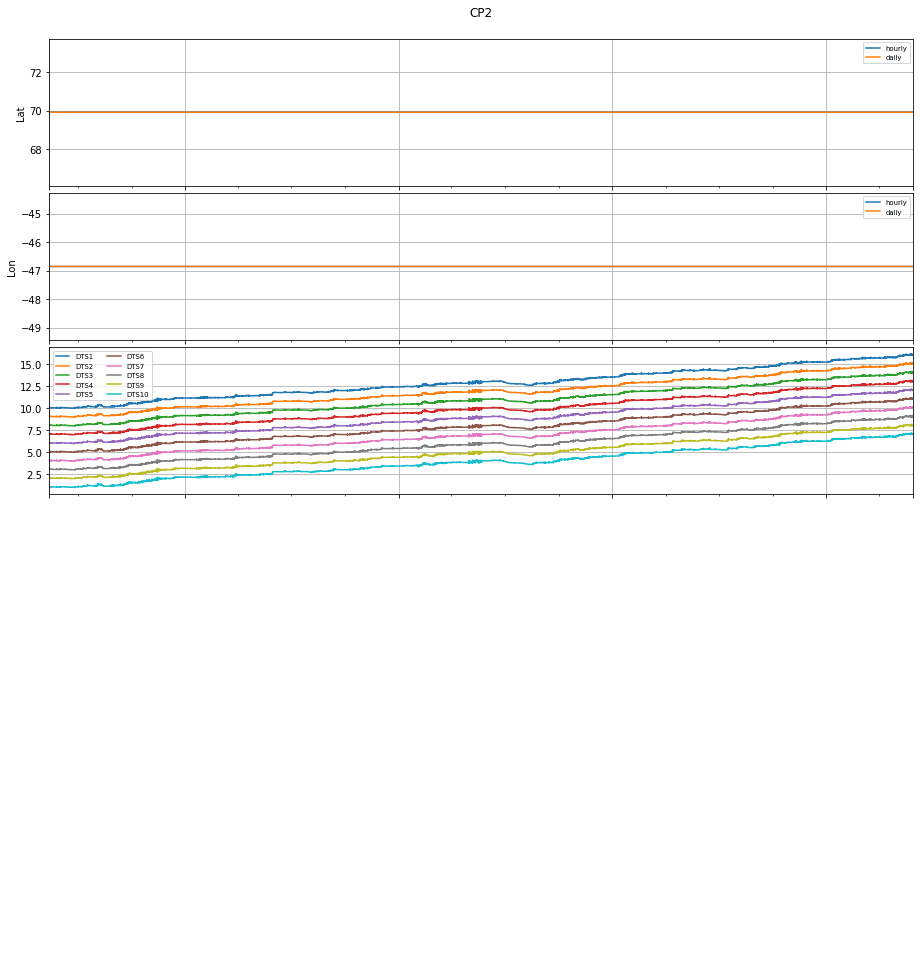 CP2
72
70
68
Lat
hourly
daily
−45
−46
−47
−48
−49
Lon
hourly
daily
15.0
12.5
10.0
7.5
5.0
2.5
DTS1 DTS6
DTS2 DTS7
DTS3 DTS8
DTS4 DTS9
DTS5 DTS10